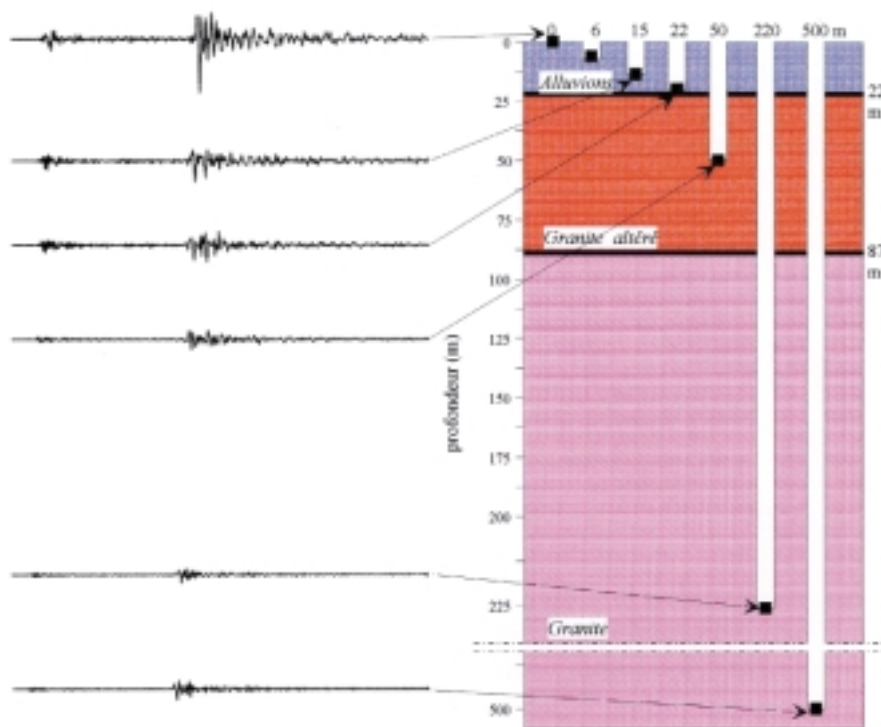 0 6 15 22 50 220 500 m
0
Alluvions
22
m
25
50
75
Granite altéré
87
m
100
125
profondeur (m)
150
175
200
225
Granite
500